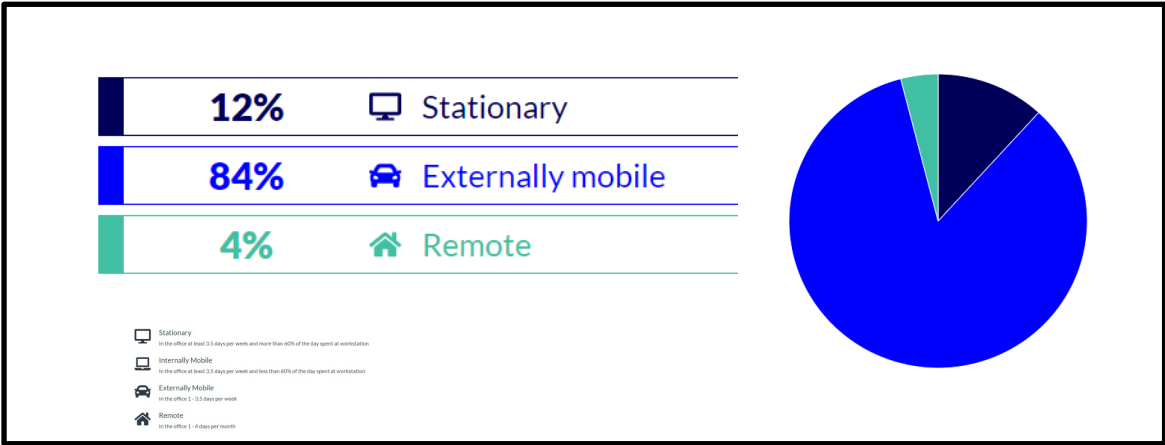 12% Stationary
84% Externally mobile
4% Remote
Stationary
In the office at least 3.5 days per week and more than 60% of the day spent at workstation
Internally Mobile
In the office at least 3.5 days per week and less than 60% of the day spent at workstation
Externally Mobile
In the office 1 - 3.5 days per week
Remote
In the office 1 - 4 days per month